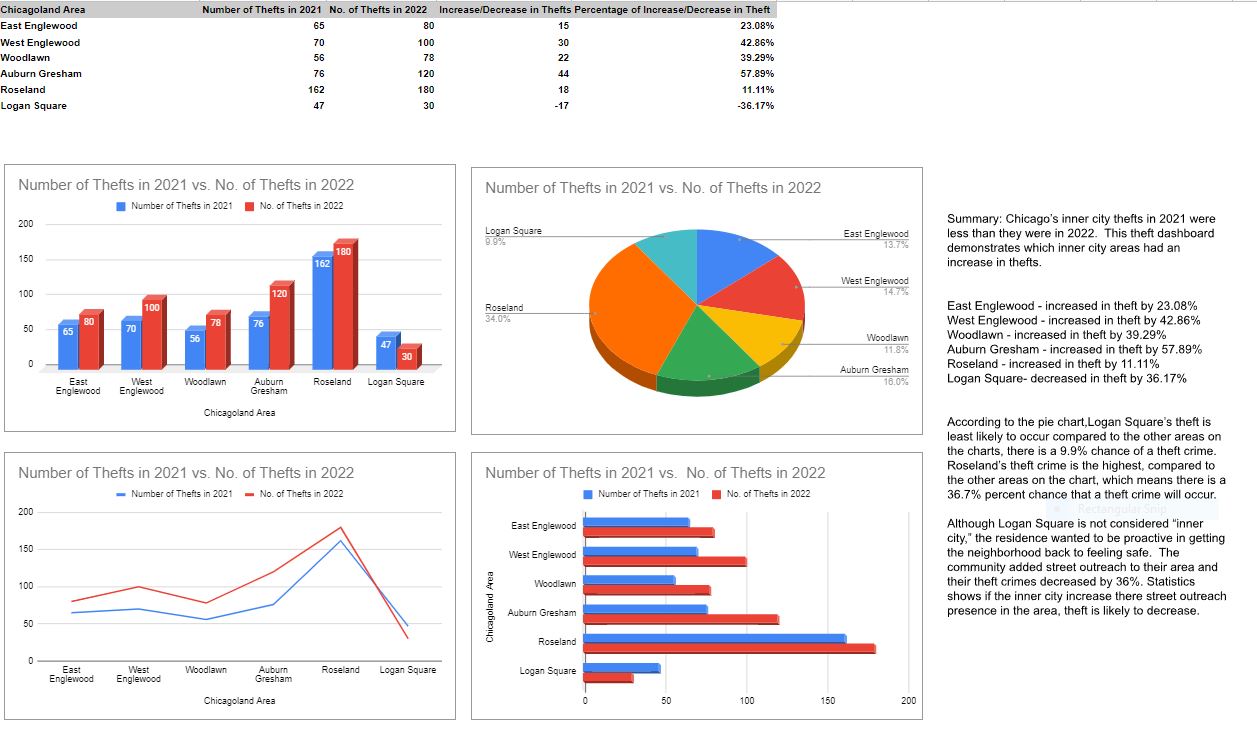 Chicagoland Area Number of Thefts in 2021 No. of Thefts in 2022 Increase/Decrease in Thefts Percentage of Increase/Decrease in Theft
East Englewood 65 80 15 23.08%
West Englewood 70 100 30 42.86%
Woodlawn 56 78 22 39.29%
Auburn Gresham 76 120 44 57.89%
Roseland 162 180 18 11.11%
Logan Square 47 30 -17 -36.17%
Number of Thefts in 2021 vs. No. of Thefts in 2022
Number of Thefts in 2021 No. of Thefts in 2022
200
150
100
50
0
65 80 70 100 56 78 76 120 162 180 47 30
East Englewood
West Englewood
Woodlawn
Auburn Gresham
Roseland
Logan Square
Chicagoland Area
Number of Thefts in 2021 vs. No. of Thefts in 2022
Logan Square
9.9%
East Englewood
13.7%
West Englewood
14.7%
Roseland
34.0%
Woodlawn
11.8%
Auburn Gresham
16.0%
Number of Thefts in 2021 vs. No. of Thefts in 2022
Number of Thefts in 2021 No. of Thefts in 2022
200
150
100
50
0
East Englewood
West Englewood
Woodlawn
Auburn Gresham
Roseland
Logan Square
Chicagoland Area
Number of Thefts in 2021 vs. No. of Thefts in 2022
Number of Thefts in 2021 No. of Thefts in 2022
Chicagoland Area
East Englewood
West Englewood
Woodlawn
Auburn Gresham
Roseland
Logan Square
0 50 100 150 200
Summary: Chicago's inner city thefts in 2021 were
less than they were in 2022. This theft dashboard
demonstrates which inner city areas had an
increase in thefts.
East Englewood - increased in theft by 23.08%
West Englewood - increased in theft by 42.86%
Woodlawn - increased in theft by 39.29%
Auburn Gresham - increased in theft by 57.89%
Roseland - increased in theft by 11.11%
Logan Square- decreased in theft by 36.17%
According to the pie chart,Logan Square's theft is
least likely to occur compared to the other areas on
the charts, there is a 9.9% chance of a theft crime.
Roseland's theft crime is the highest, compared to
the other areas on the chart, which means there is a
36.7% percent chance that a theft crime will occur.
Rectangular Snip
Although Logan Square is not considered "inner
city," the residence wanted to be proactive in getting
the neighborhood back to feeling safe. The
community added street outreach to their area and
their theft crimes decreased by 36%. Statistics
shows if the inner city increase there street outreach
presence in the area, theft is likely to decrease.